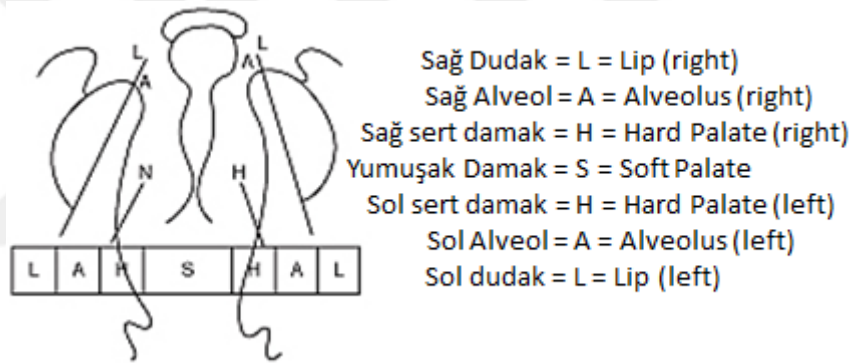 L
L
A
A
N
H
L A H S H A L
Sağ Dudak = L = Lip (right)
Sağ Alveol = A = Alveolus (right)
Sağ sert damak = H = Hard Palate (right)
Yumuşak Damak = S = Soft Palate
Sol sert damak = H = Hard Palate (left)
Sol Alveol = A = Alveolus (left)
Sol dudak = L = Lip (left)